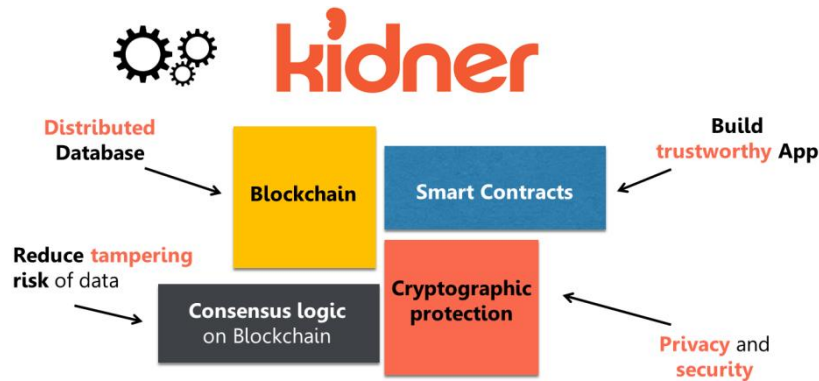 kidner
Distributed
Database
Build
trustworthy App
Blockchain
Smart Contracts
Reduce tampering
risk of data
Consensus logic
on Blockchain
Cryptographic
protection
Privacy and
security